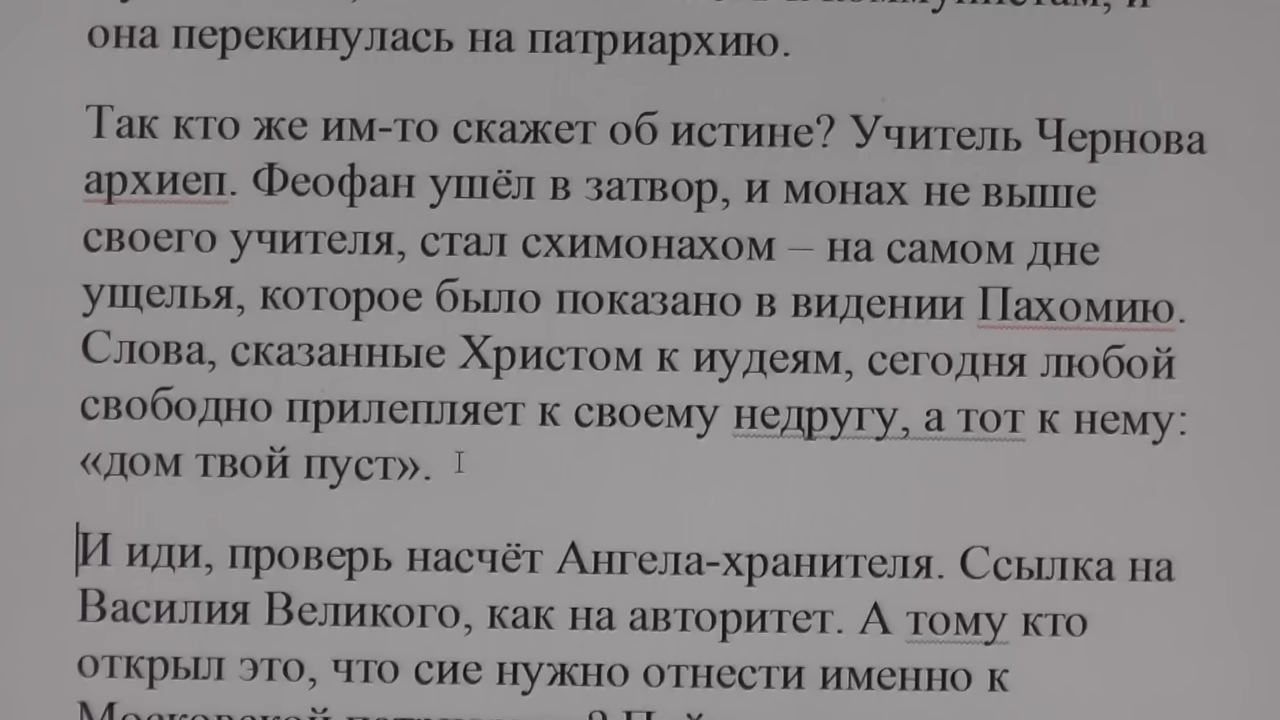 она перекинулась на патриархию.
Так кто же им-то скажет об истине? Учитель Чернова
архиеп. Феофан ушёл в затвор, и монах не выше
своего учителя, стал схимонахом – на самом дне
ущелья, которое было показано в видении Пахомию.
Слова, сказанные Христом к иудеям, сегодня любой
свободно прилепляет к своему недругу, а тот к нему:
«дом твой пуст».
И иди, проверь насчёт Ангела-хранителя. Ссылка на
Василия Великого, как на авторитет. А тому кто
открыл это, что сие нужно отнести именно к